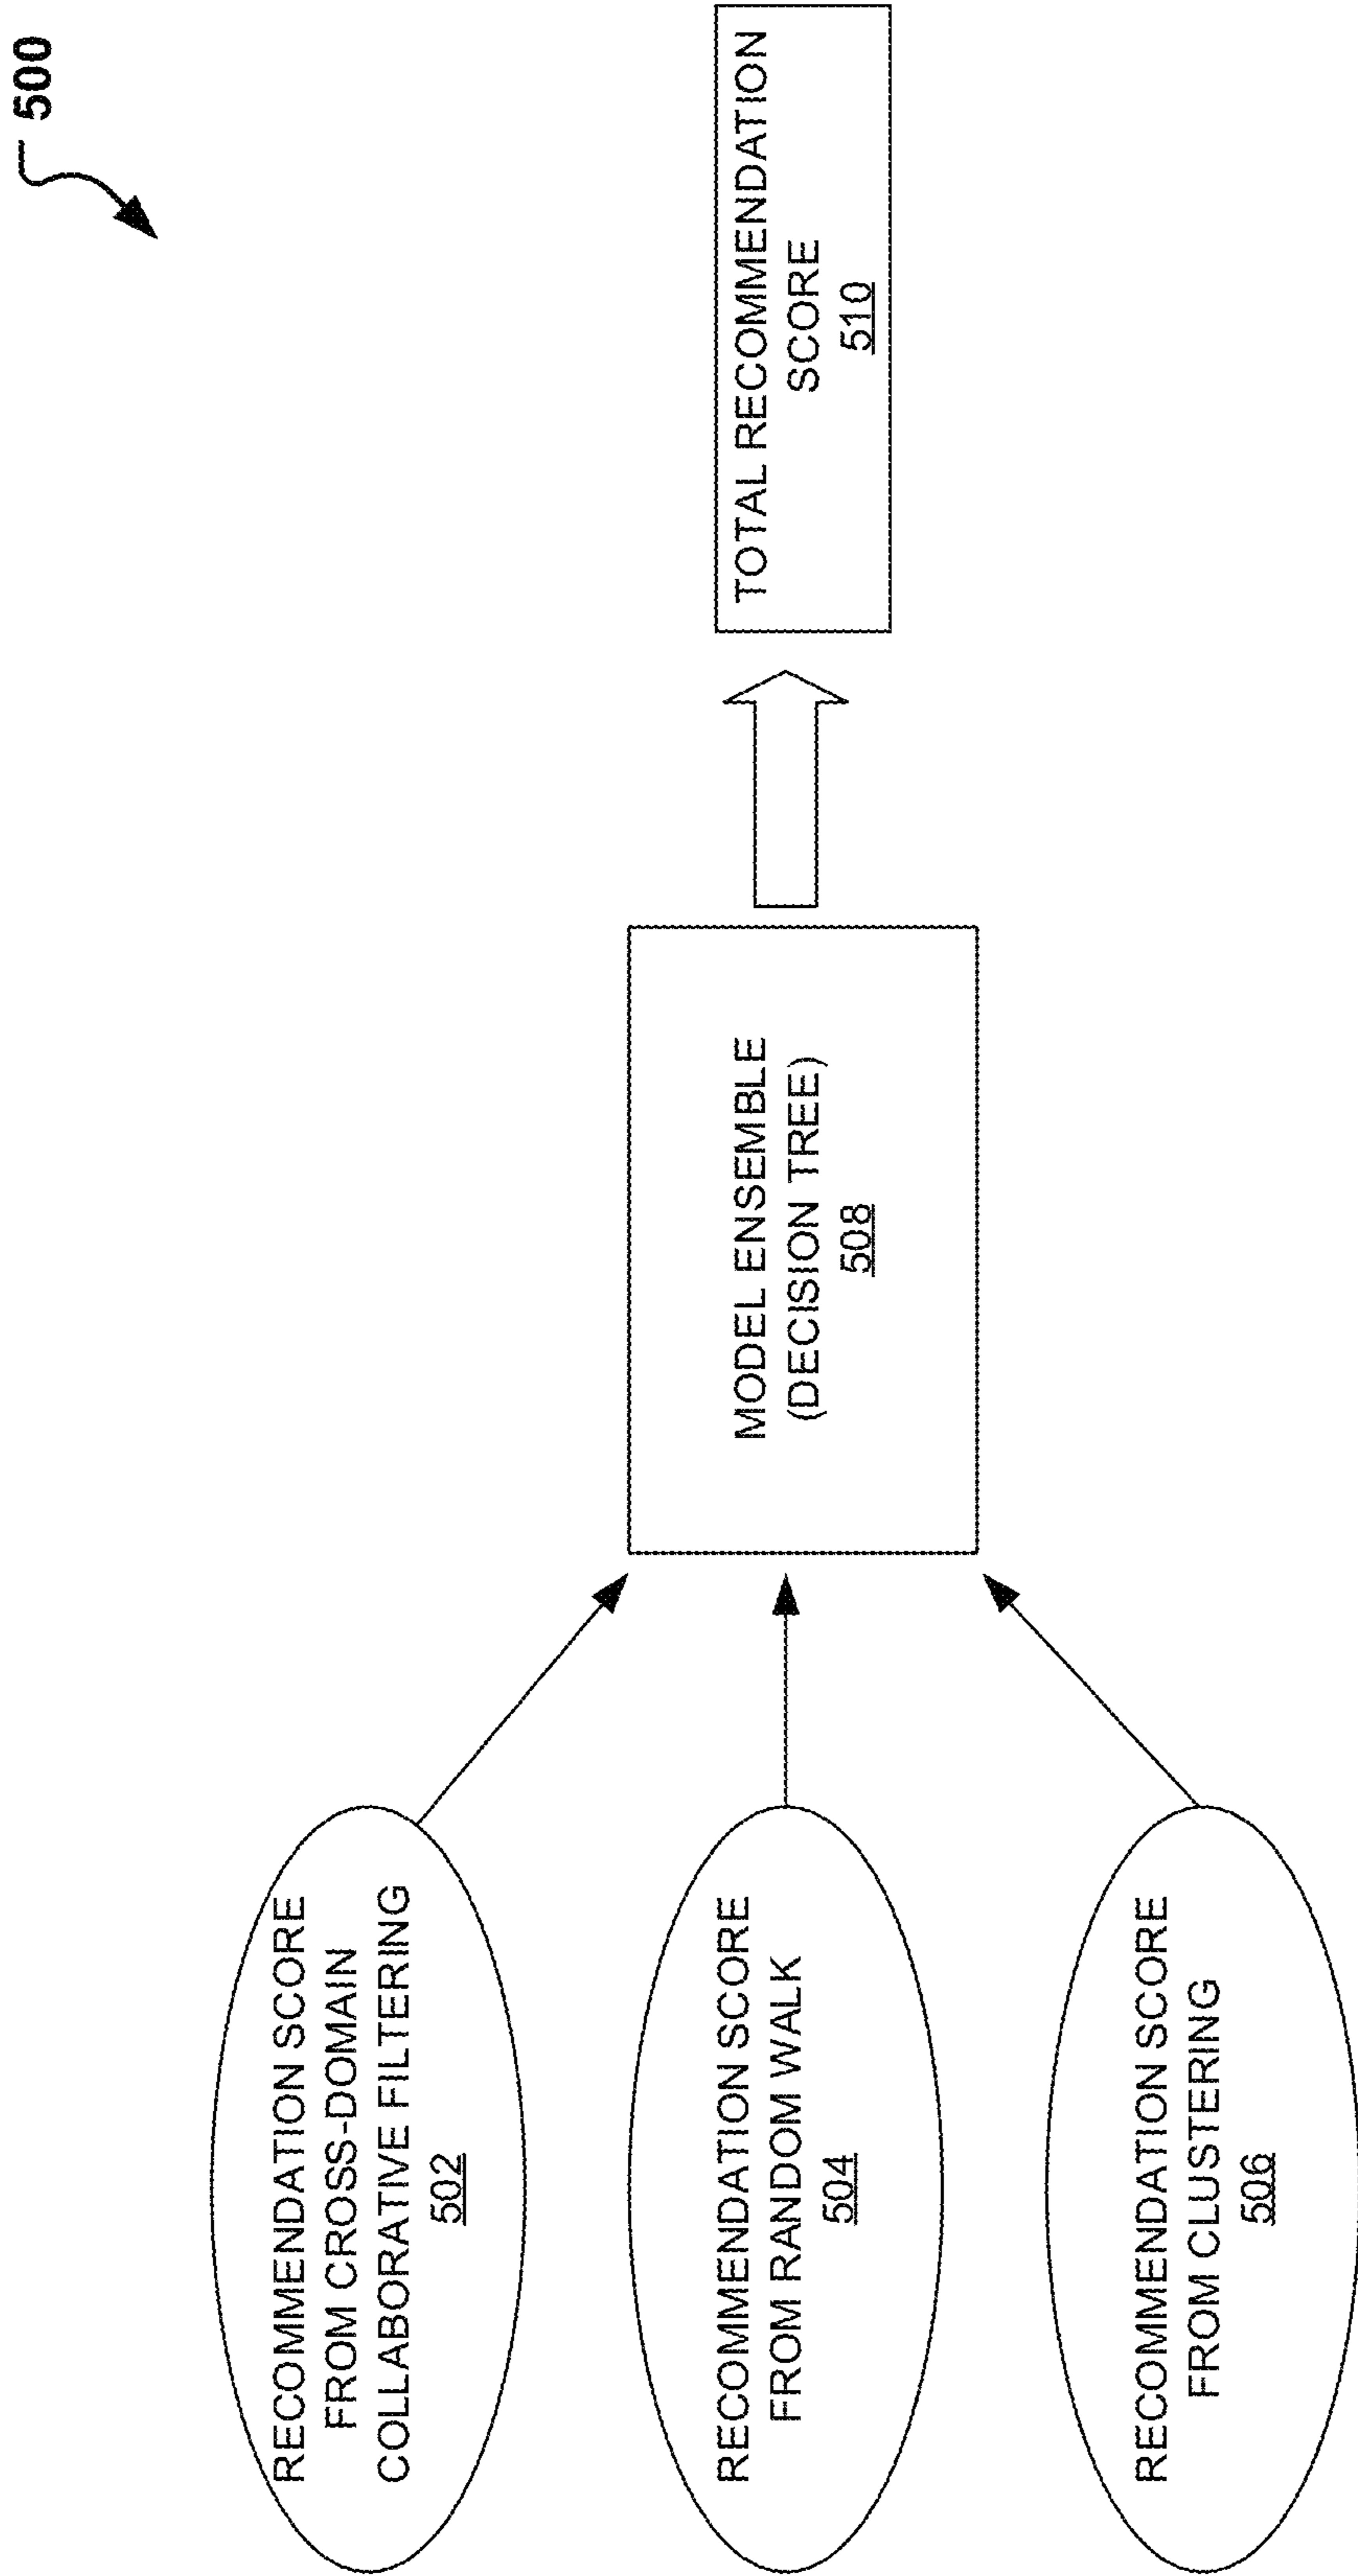 500
RECOMMENDATION SCORE
FROM CROSS-DOMAIN
COLLABORATIVE FILTERING
502
RECOMMENDATION SCORE
FROM RANDOM WALK
504
RECOMMENDATION SCORE
FROM CLUSTERING
506
MODEL ENSEMBLE
(DECISION TREE)
508
TOTAL RECOMMENDATION
SCORE
510